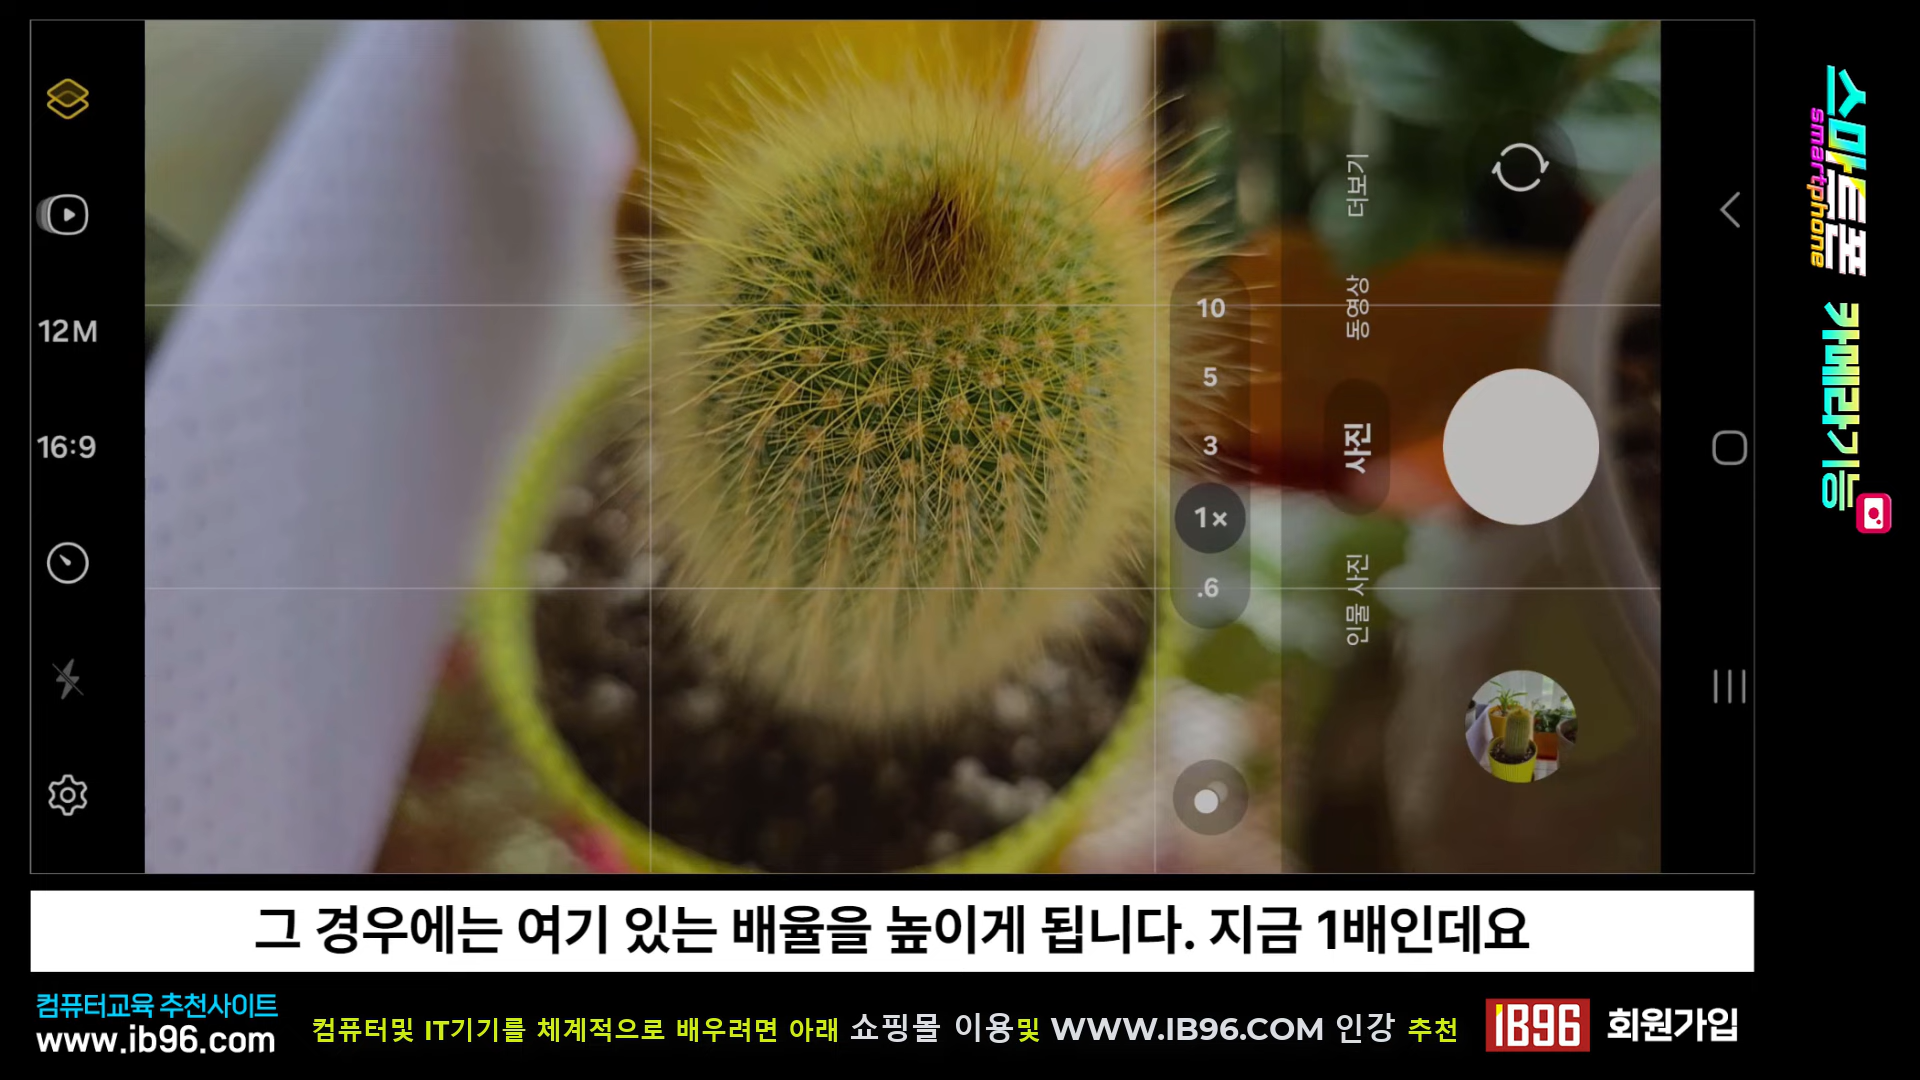 12M
16:9
더보기
동영상
사진
인물 사진
10
5
3
1×
.6
스마트폰
smartphone
카메라기능
그 경우에는 여기 있는 배율을 높이게 됩니다. 지금 1배인데요
컴퓨터교육 추천사이트
www.ib96.com
컴퓨터및 IT기기를 체계적으로 배우려면 아래 쇼핑몰 이용및 WWW.IB96.COM 인강 추천
IB96 회원가입